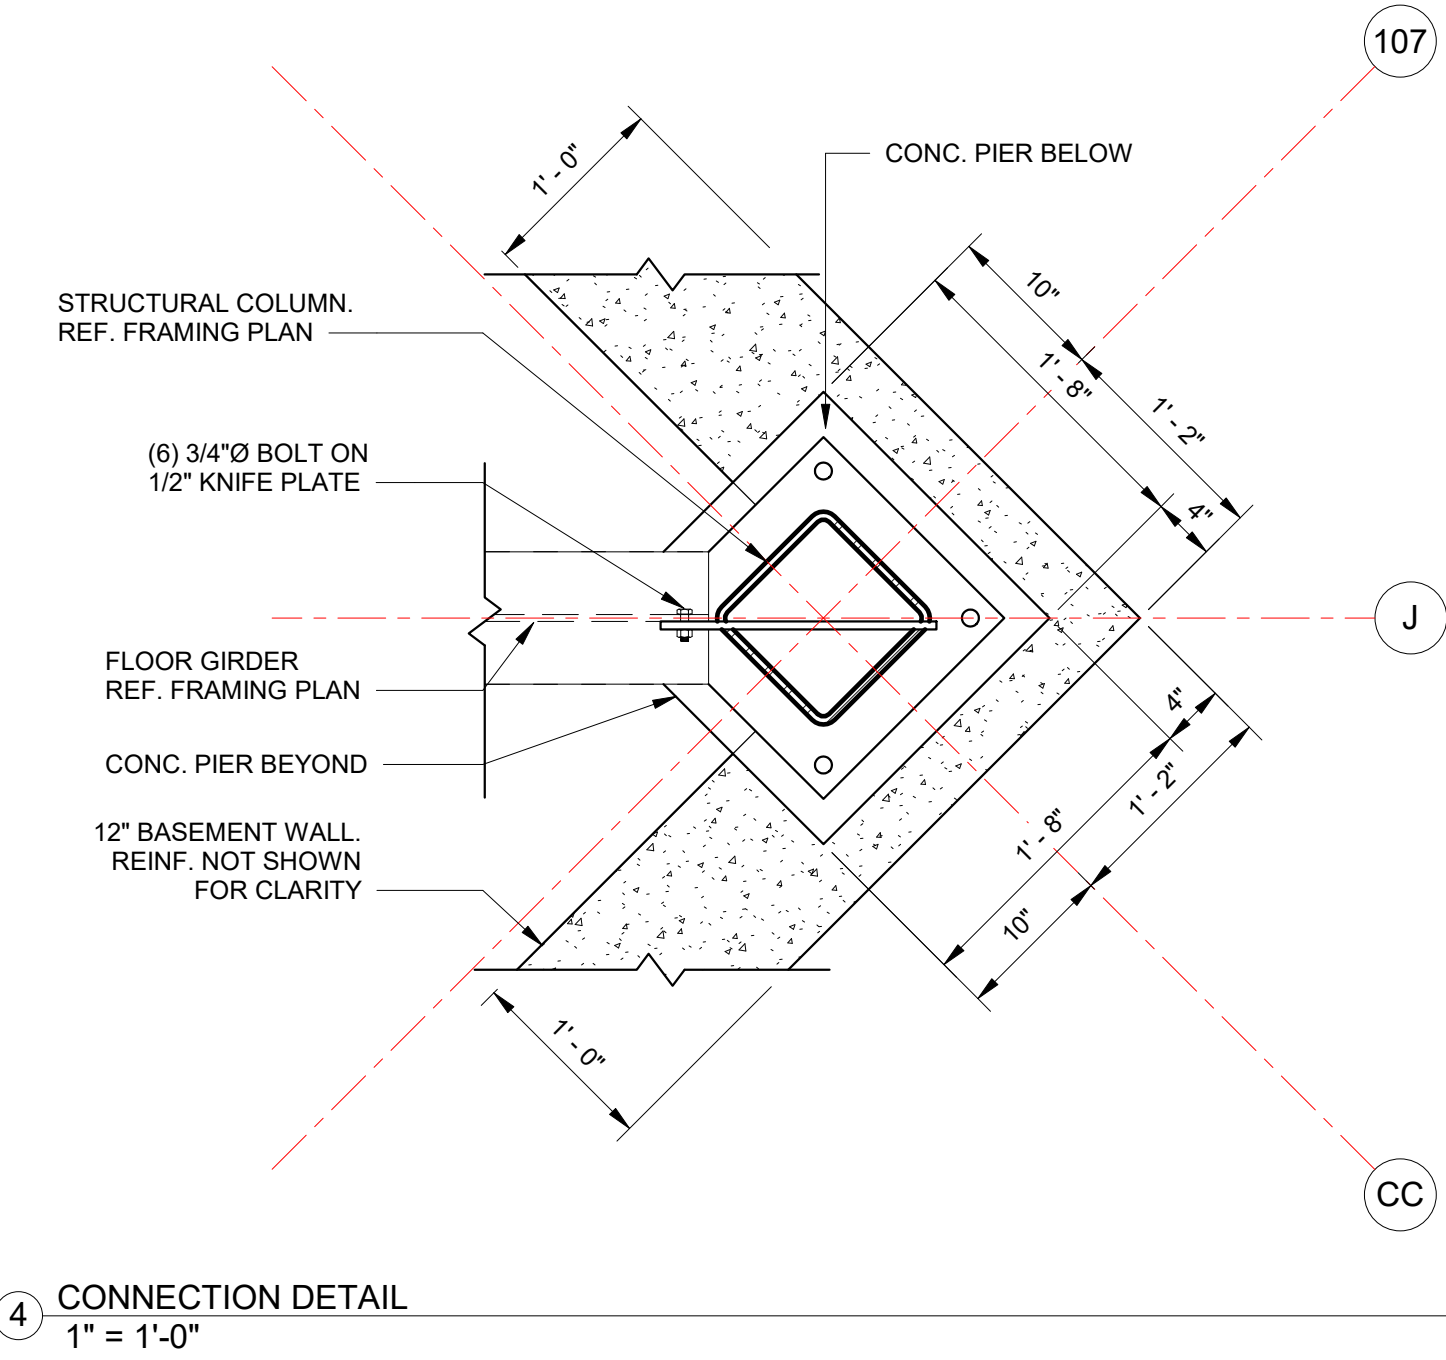 107
1' - 0"
CONC. PIER BELOW
10"
STRUCTURAL COLUMN.
REF. FRAMING PLAN
1' - 8"
1' - 2"
(6) 3/4"Ø BOLT ON
1/2" KNIFE PLATE
4"
J
FLOOR GIRDER
REF. FRAMING PLAN
4"
CONC. PIER BEYOND
1' - 2"
12" BASEMENT WALL.
REINF. NOT SHOWN
FOR CLARITY
1' - 8"
10"
1' - 0"
CC
4
CONNECTION DETAIL
1" = 1'-0"